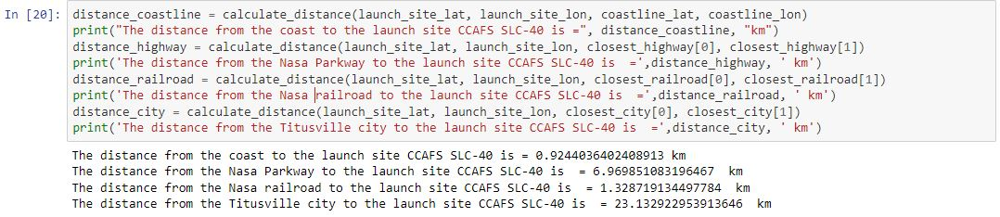 In [20]: distance_coastline = calculate_distance(launch_site_lat, launch_site_lon, coastline_lat, coastline_lon)
print("The distance from the coast to the launch site CCAFS SLC-40 is =", distance_coastline, "km")
distance_highway = calculate_distance(launch_site_lat, launch_site_lon, closest_highway[0], closest_highway[1])
print('The distance from the Nasa Parkway to the launch site CCAFS SLC-40 is  =',distance_highway, ' km')
distance_railroad = calculate_distance(launch_site_lat, launch_site_lon, closest_railroad[0], closest_railroad[1])
print('The distance from the Nasa railroad to the launch site CCAFS SLC-40 is  =',distance_railroad, ' km')
distance_city = calculate_distance(launch_site_lat, launch_site_lon, closest_city[0], closest_city[1])
print('The distance from the Titusville city to the launch site CCAFS SLC-40 is  =',distance_city, ' km')
The distance from the coast to the launch site CCAFS SLC-40 is = 0.9244036402408913 km
The distance from the Nasa Parkway to the launch site CCAFS SLC-40 is  = 6.969851083196467  km
The distance from the Nasa railroad to the launch site CCAFS SLC-40 is  = 1.328719134497784  km
The distance from the Titusville city to the launch site CCAFS SLC-40 is  = 23.132922953913646  km